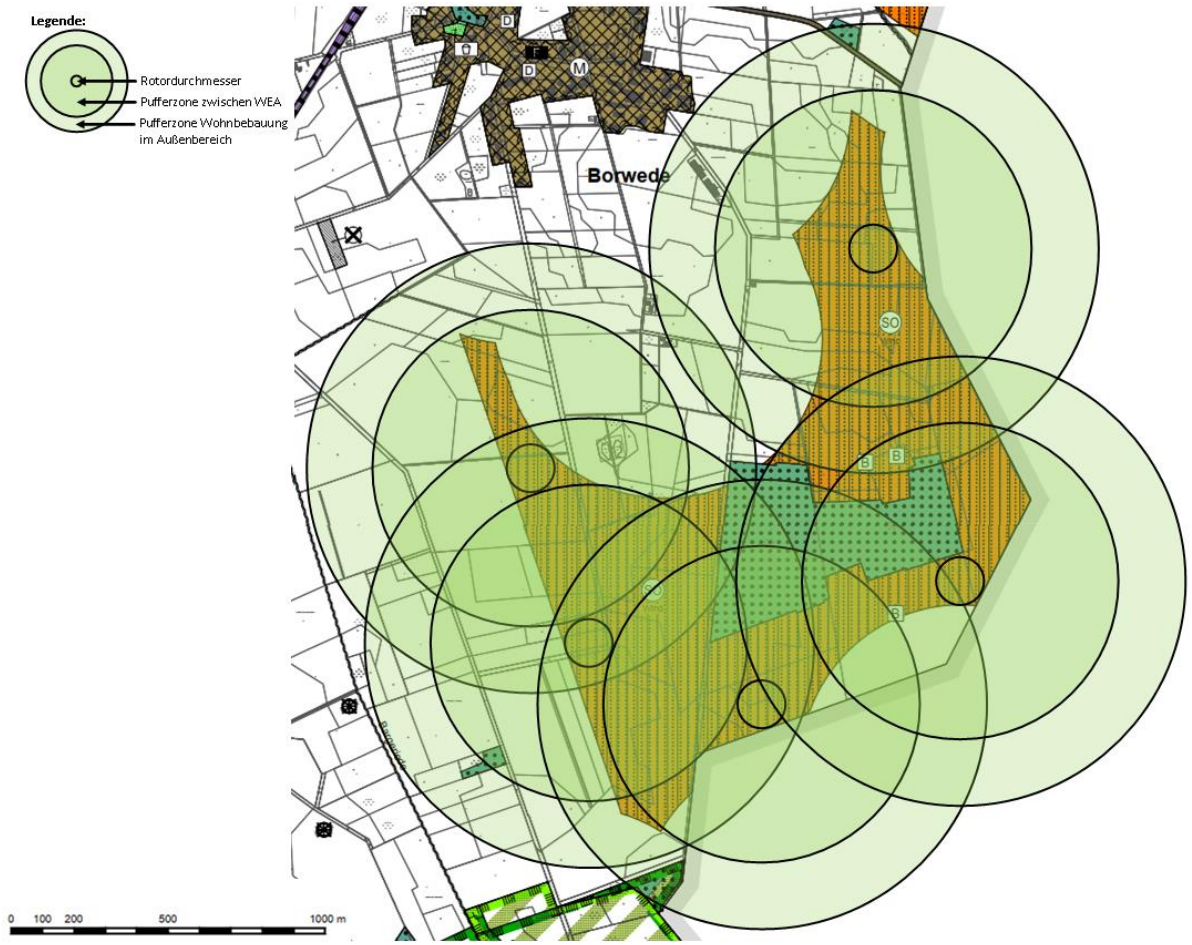 Legende:
Rotordurchmesser
Pufferzone zwischen WEA
Pufferzone Wohnbebauung
im Außenbereich
D
F
D
M
Borwede
SO
B
B
SO
B
0 100 200 500 1000 m